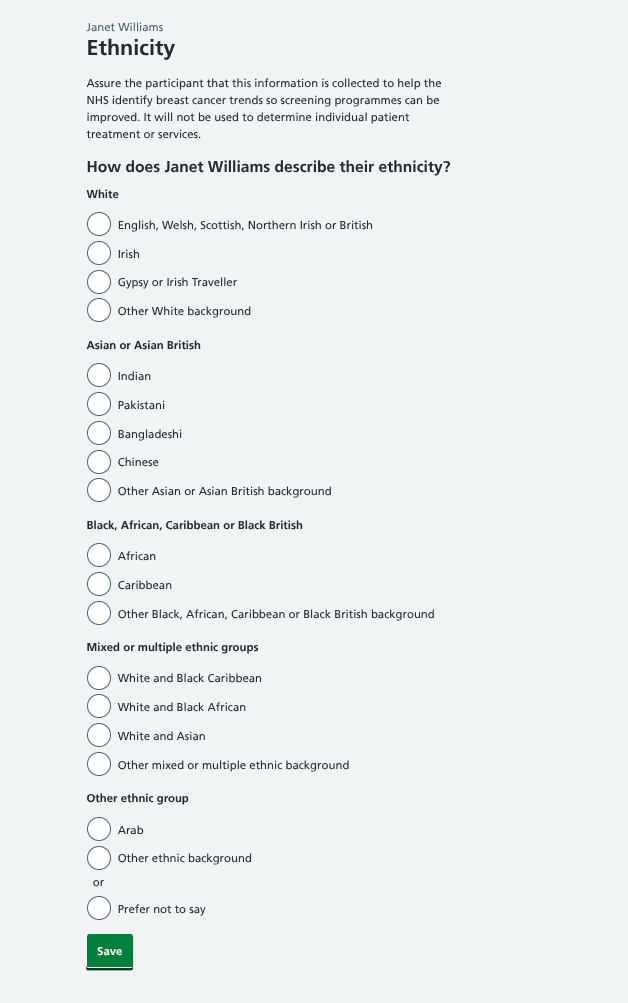 Janet Williams
Ethnicity
Assure the participant that this information is collected to help the
NHS identify breast cancer trends so screening programmes can be
improved. It will not be used to determine individual patient
treatment or services.
How does Janet Williams describe their ethnicity?
White
English, Welsh, Scottish, Northern Irish or British
Irish
Gypsy or Irish Traveller
Other White background
Asian or Asian British
Indian
Pakistani
Bangladeshi
Chinese
Other Asian or Asian British background
Black, African, Caribbean or Black British
African
Caribbean
Other Black, African, Caribbean or Black British background
Mixed or multiple ethnic groups
White and Black Caribbean
White and Black African
White and Asian
Other mixed or multiple ethnic background
Other ethnic group
Arab
Other ethnic background
or
Prefer not to say
Save